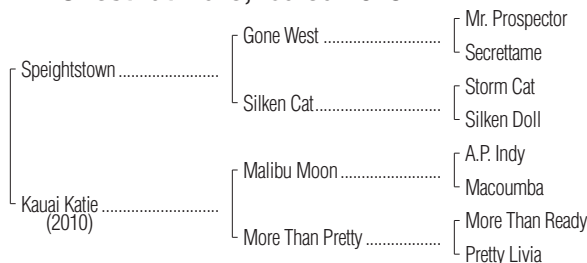 Mr. Prospector
Gone West
Secrettame
Speightstown
Storm Cat
Silken Cat
Silken Doll
A.P. Indy
Malibu Moon
Macoumba
Kauai Katie
(2010)
More Than Ready
More Than Pretty
Pretty Livia